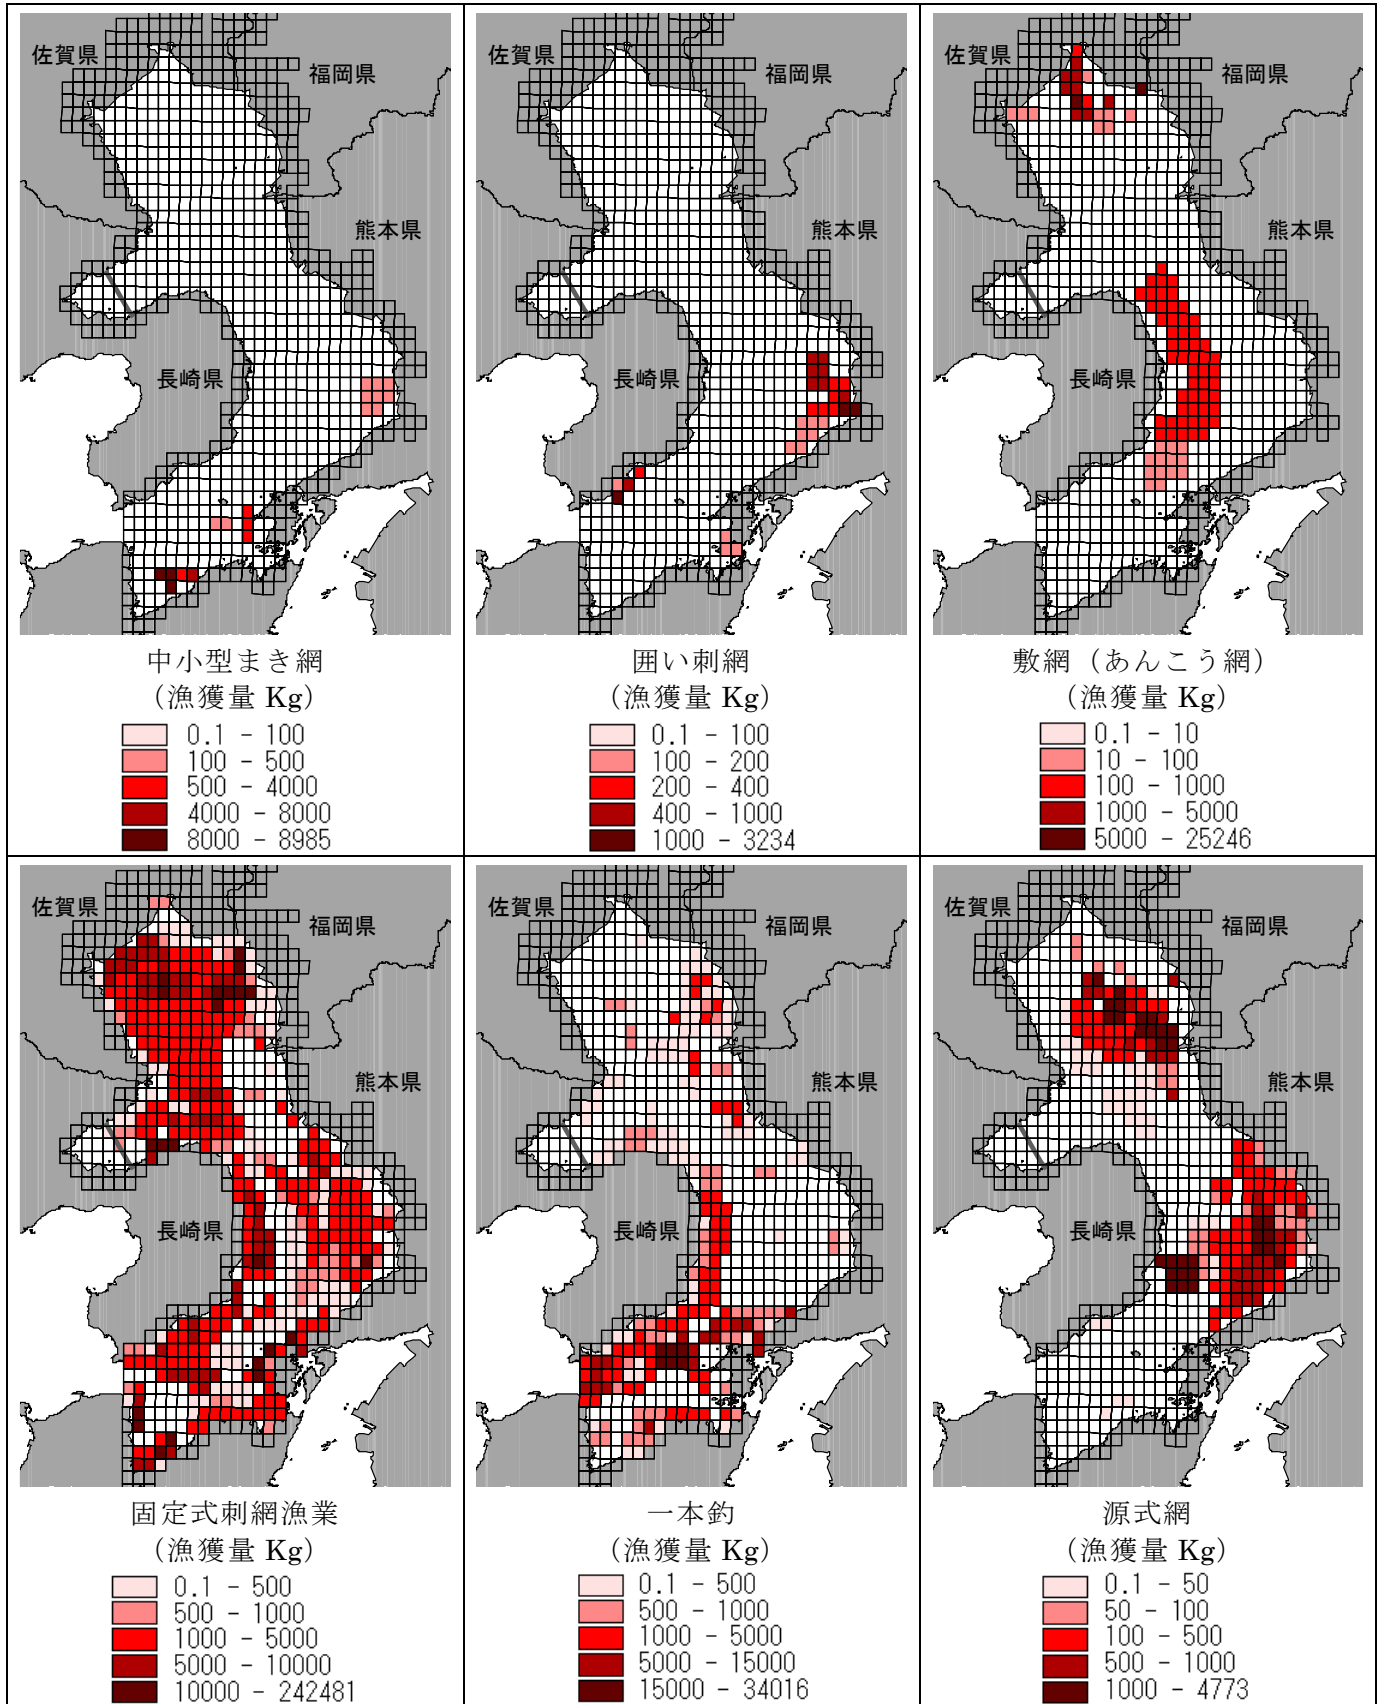 佐賀県
福岡県
熊本県
長崎県
中小型まき網
（漁獲量 Kg）
0.1 - 100
100 - 500
500 - 4000
4000 - 8000
8000 - 8985
佐賀県
福岡県
熊本県
長崎県
囲い刺網
（漁獲量 Kg）
0.1 - 100
100 - 200
200 - 400
400 - 1000
1000 - 3234
佐賀県
福岡県
熊本県
長崎県
敷網（あんこう網）
（漁獲量 Kg）
0.1 - 10
10 - 100
100 - 1000
1000 - 5000
5000 - 25246
佐賀県
福岡県
熊本県
長崎県
固定式刺網漁業
（漁獲量 Kg）
0.1 - 500
500 - 1000
1000 - 5000
5000 - 10000
10000 - 242481
佐賀県
福岡県
熊本県
長崎県
一本釣
（漁獲量 Kg）
0.1 - 500
500 - 1000
1000 - 5000
5000 - 15000
15000 - 34016
佐賀県
福岡県
熊本県
長崎県
源式網
（漁獲量 Kg）
0.1 - 50
50 - 100
100 - 500
500 - 1000
1000 - 4773